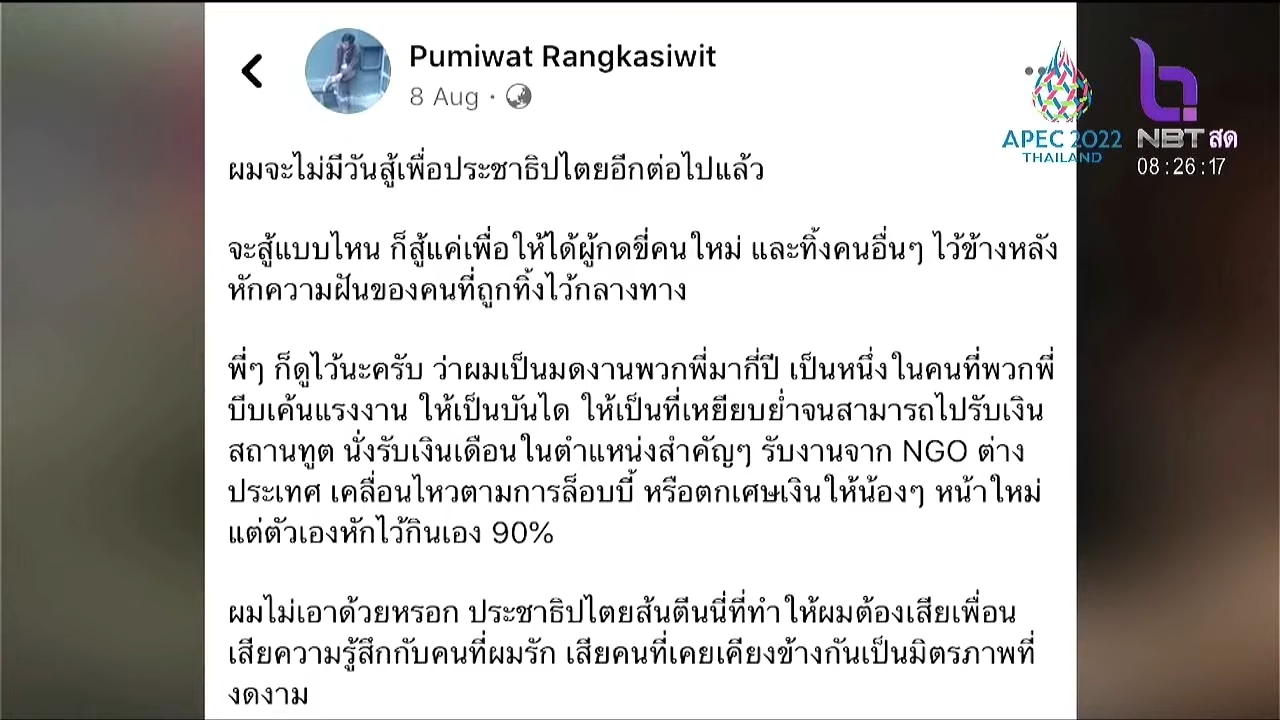 Pumiwat Rangkasiwit
8 Aug ·
APEC 2022
THAILAND
NBT สด
08:26:17
ผมจะไม่มีวันสู้เพื่อประชาธิปไตยอีกต่อไปแล้ว
จะสู้แบบไหน ก็สู้แค่เพื่อให้ได้ผู้กดขี่คนใหม่ และทิ้งคนอื่นๆ ไว้ข้างหลัง
หักความฝันของคนที่ถูกทิ้งไว้กลางทาง
พี่ๆ ก็ดูไว้นะครับ ว่าผมเป็นมดงานพวกพี่มากี่ปี เป็นหนึ่งในคนที่พวกพี่
บีบเค้นแรงงาน ให้เป็นบันได ให้เป็นที่เหยียบย่ำจนสามารถไปรับเงิน
สถานทูต นั่งรับเงินเดือนในตำแหน่งสำคัญๆ รับงานจาก NGO ต่าง
ประเทศ เคลื่อนไหวตามการล็อบบี้ หรือตกเศษเงินให้น้องๆ หน้าใหม่
แต่ตัวเองหักไว้กินเอง 90%
ผมไม่เอาด้วยหรอก ประชาธิปไตยส้นตีนนี่ที่ทำให้ผมต้องเสียเพื่อน
เสียความรู้สึกกับคนที่ผมรัก เสียคนที่เคยเคียงข้างกันเป็นมิตรภาพที่
งดงาม